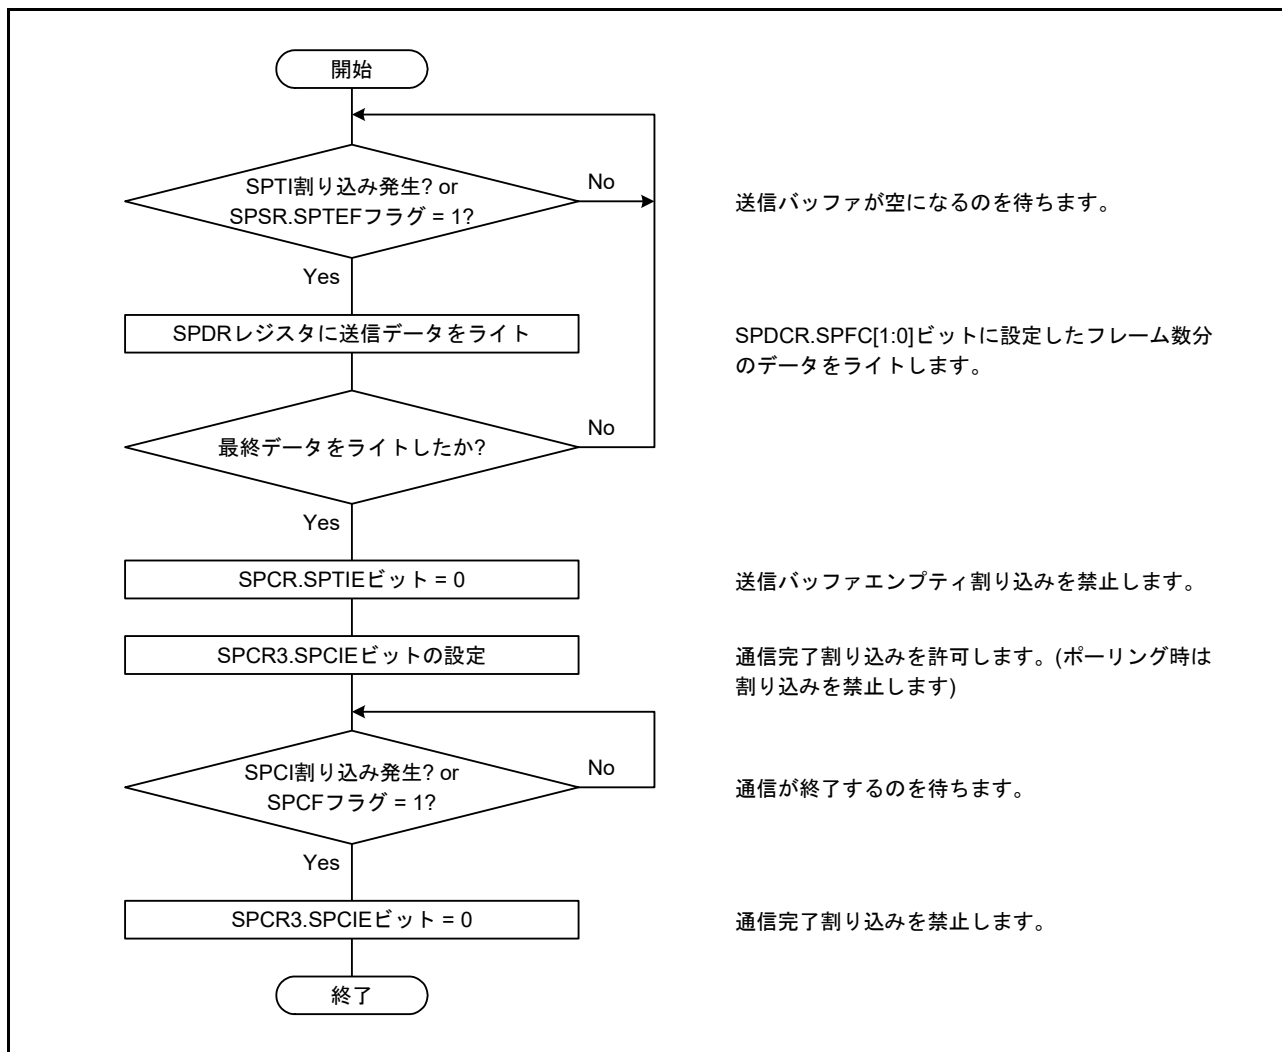 開始
SPTI割り込み発生? or
SPSR.SPTEFフラグ = 1?
No
送信バッファが空になるのを待ちます。
Yes
SPDRレジスタに送信データをライト
SPDCR.SPFC[1:0]ビットに設定したフレーム数分
のデータをライトします。
最終データをライトしたか?
No
Yes
SPCR.SPTIEビット = 0
送信バッファエンプティ割り込みを禁止します。
SPCR3.SPCIEビットの設定
通信完了割り込みを許可します。(ポーリング時は
割り込みを禁止します)
SPCI割り込み発生? or
SPCFフラグ = 1?
No
通信が終了するのを待ちます。
Yes
SPCR3.SPCIEビット = 0
通信完了割り込みを禁止します。
終了